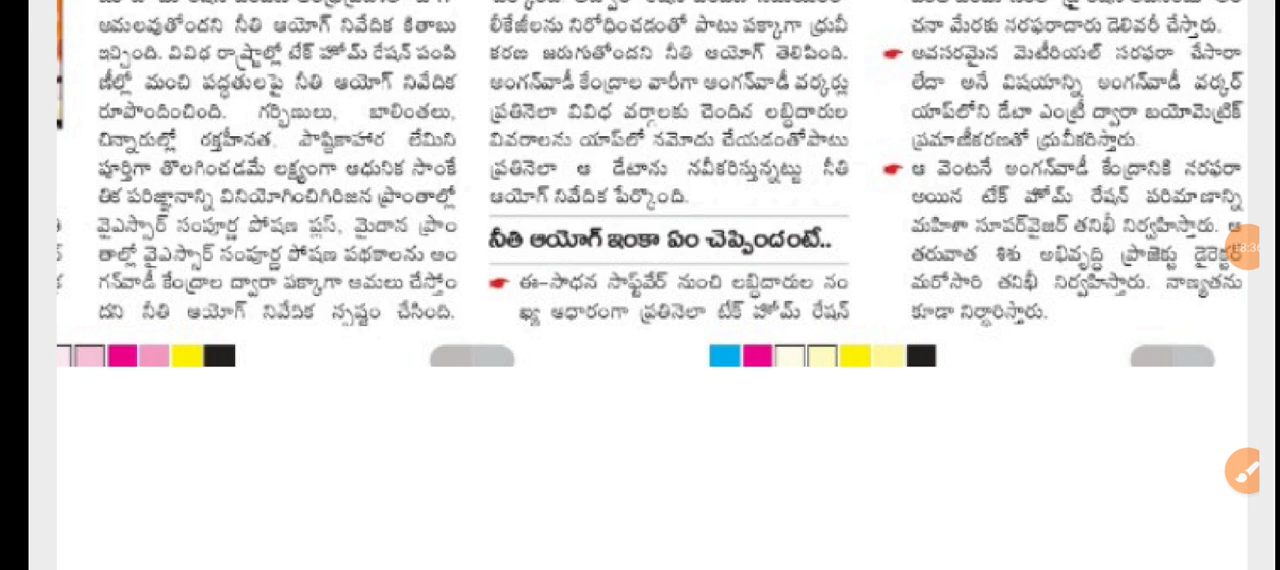 అమలవుతోందని నీతి ఆయోగ్ నివేదిక కితాబు
ఇచ్చింది. వివిధ రాష్ట్రాల్లో టేక్ హోమ్ రేషన్ పంపి
ణీల్లో మంచి పద్ధతులపై నీతి ఆయోగ్ నివేదిక
రూపొందించింది. గర్భిణులు, బాలింతలు,
చిన్నారుల్లో రక్తహీనత, పౌష్టికాహార లేమిని
పూర్తిగా తొలగించడమే లక్ష్యంగా ఆధునిక సాంకే
తిక పరిజ్ఞానాన్ని వినియోగించిగిరిజన ప్రాంతాల్లో
వైఎస్సార్ సంపూర్ణ పోషణ ప్లస్, మైదాన ప్రాం
తాల్లో వైఎస్సార్ సంపూర్ణ పోషణ పథకాలను అం
గన్‌వాడీ కేంద్రాల ద్వారా పక్కాగా అమలు చేస్తోం
దని నీతి ఆయోగ్ నివేదిక స్పష్టం చేసింది.
లీకేజీలను నిరోధించడంతో పాటు పక్కాగా ధ్రువీ
కరణ జరుగుతోందని నీతి ఆయోగ్ తెలిపింది.
అంగన్‌వాడీ కేంద్రాల వారీగా అంగన్‌వాడీ వర్కర్లు
ప్రతినెలా వివిధ వర్గాలకు చెందిన లబ్ధిదారుల
వివరాలను యాప్‌లో నమోదు చేయడంతోపాటు
ప్రతినెలా ఆ డేటాను నవీకరిస్తున్నట్టు నీతి
ఆయోగ్ నివేదిక పేర్కొంది.
నీతి ఆయోగ్ ఇంకా ఏం చెప్పిందంటే..
ఈ–సాధన సాఫ్ట్‌వేర్ నుంచి లబ్ధిదారుల సం
ఖ్య ఆధారంగా ప్రతినెలా టేక్ హోమ్ రేషన్
చనా మేరకు సరఫరాదారు డెలివరీ చేస్తారు.
అవసరమైన మెటీరియల్ సరఫరా చేసారా
లేదా అనే విషయాన్ని అంగన్‌వాడీ వర్కర్
యాప్‌లోని డేటా ఎంట్రీ ద్వారా బయోమెట్రిక్
ప్రమాణీకరణతో ధ్రువీకరిస్తారు.
ఆ వెంటనే అంగన్‌వాడీ కేంద్రానికి సరఫరా
అయిన టేక్ హోమ్ రేషన్ పరిమాణాన్ని
మహిళా సూపర్‌వైజర్ తనిఖీ నిర్వహిస్తారు. ఆ
తరువాత శిశు అభివృద్ధి ప్రాజెక్టు డైరెక్టర్
మరోసారి తనిఖీ నిర్వహిస్తారు. నాణ్యతను
కూడా నిర్ధారిస్తారు.